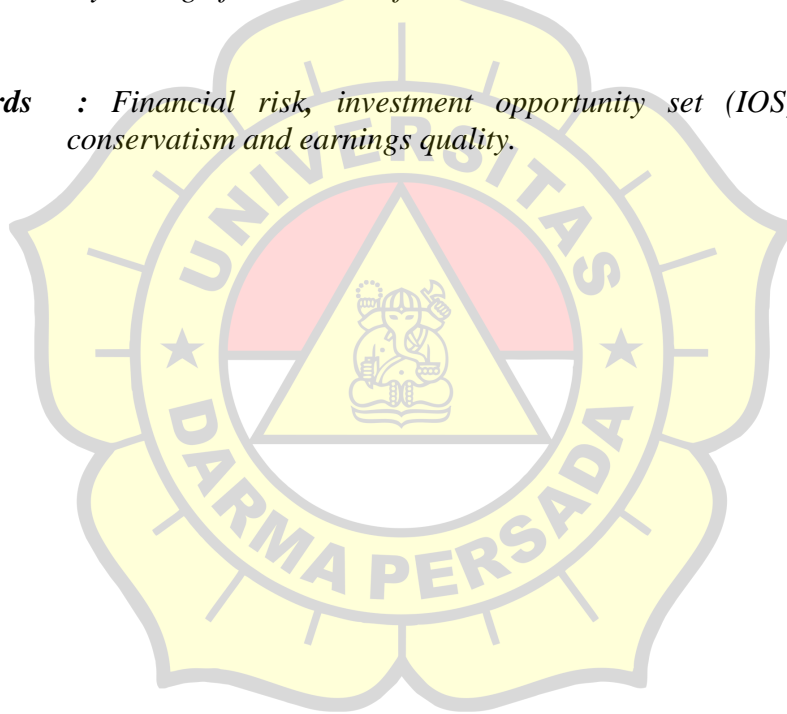 rds : Financial risk, investment opportunity set (IOS)
conservatism and earnings quality.
UNIVERSITAS
DARMA PERSADA